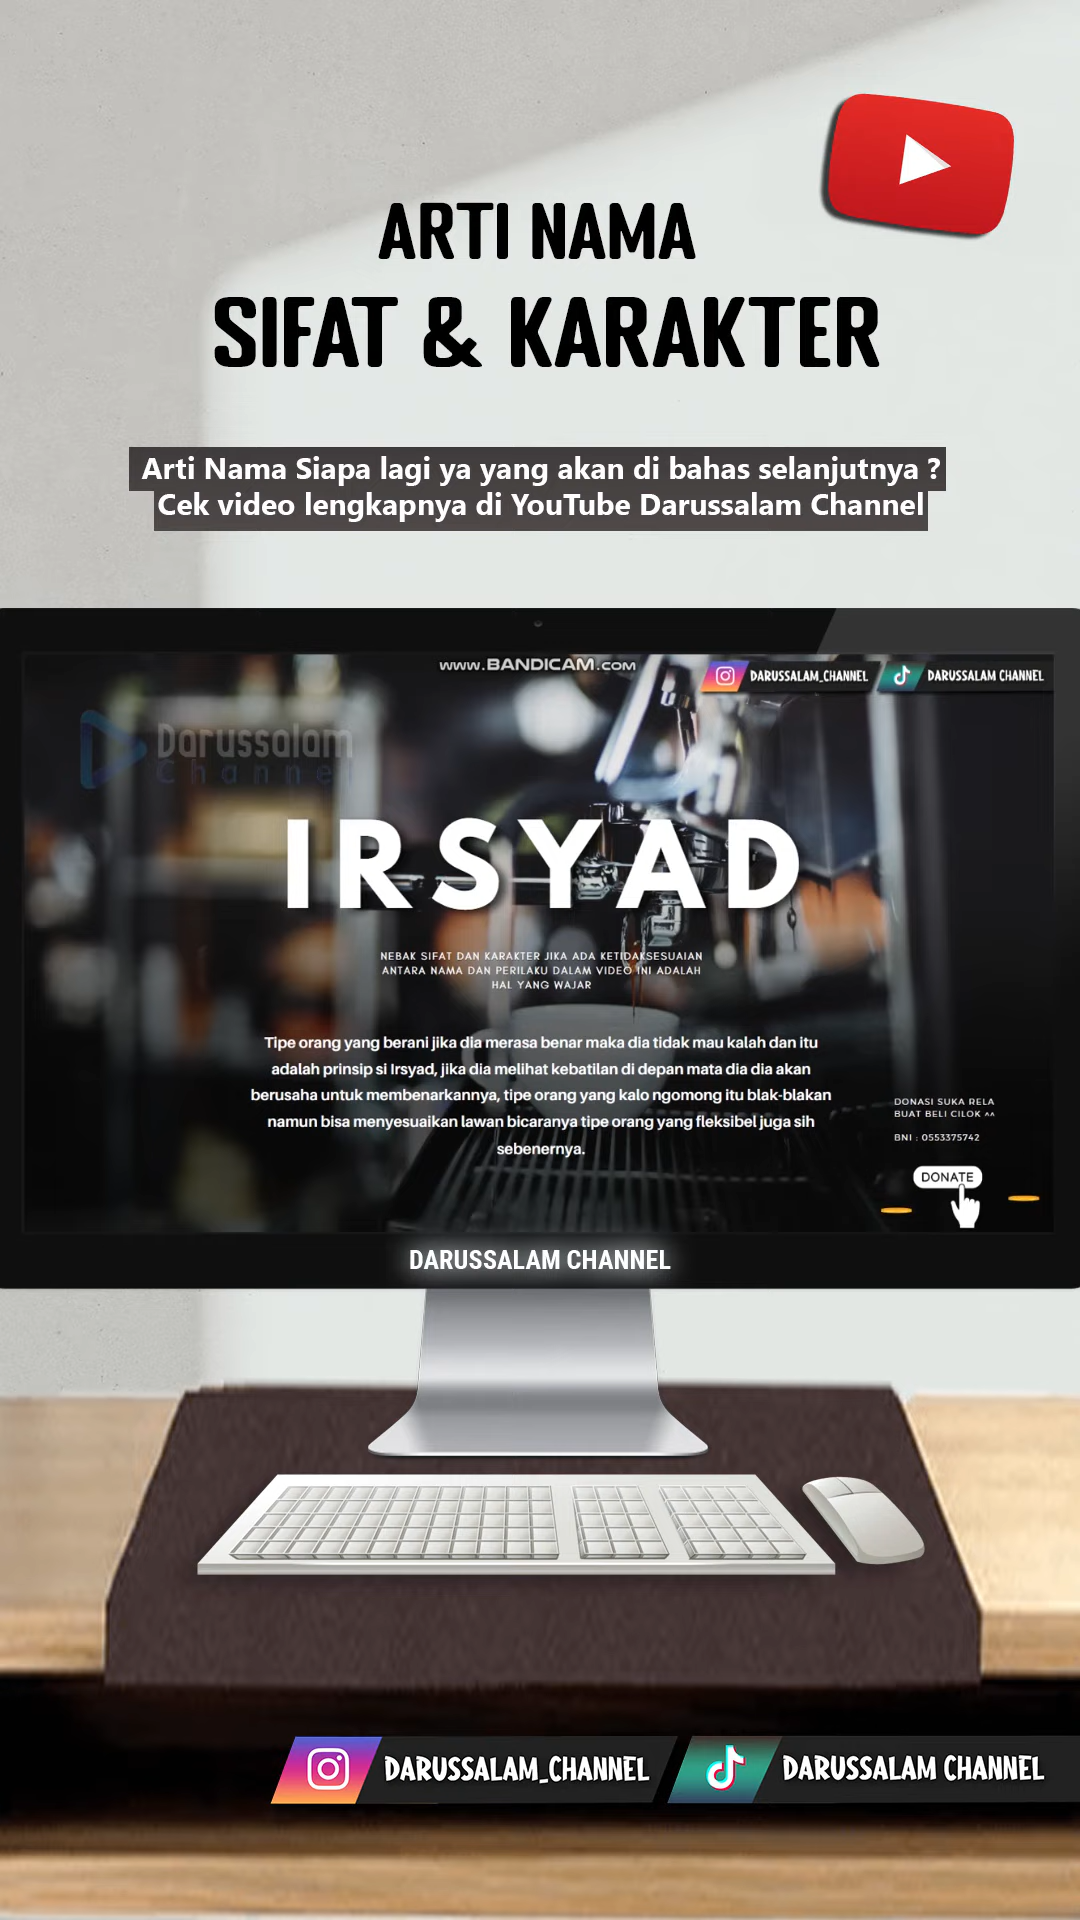 ARTI NAMA
SIFAT & KARAKTER
Arti Nama Siapa lagi ya yang akan di bahas selanjutnya ?
Cek video lengkapnya di YouTube Darussalam Channel
www.BANDICAM.com
DARUSSALAM_CHANNEL
DARUSSALAM CHANNEL
Darussalam
Channel
IRSYAD
NEBAK SIFAT DAN KARAKTER JIKA ADA KETIDAKSESUAIAN
ANTARA NAMA DAN PERILAKU DALAM VIDEO INI ADALAH
HAL YANG WAJAR
Tipe orang yang berani jika dia merasa benar maka dia tidak mau kalah dan itu
adalah prinsip si Irsyad, jika dia melihat kebatilan di depan mata dia dia akan
berusaha untuk membenarkannya, tipe orang yang kalo ngomong itu blak-blakan
namun bisa menyesuaikan lawan bicaranya tipe orang yang fleksibel juga sih
sebenernya.
DONASI SUKA RELA
BUAT BELI CILOK ^^
BNI : 0553375742
DONATE
DARUSSALAM CHANNEL
DARUSSALAM_CHANNEL
DARUSSALAM CHANNEL